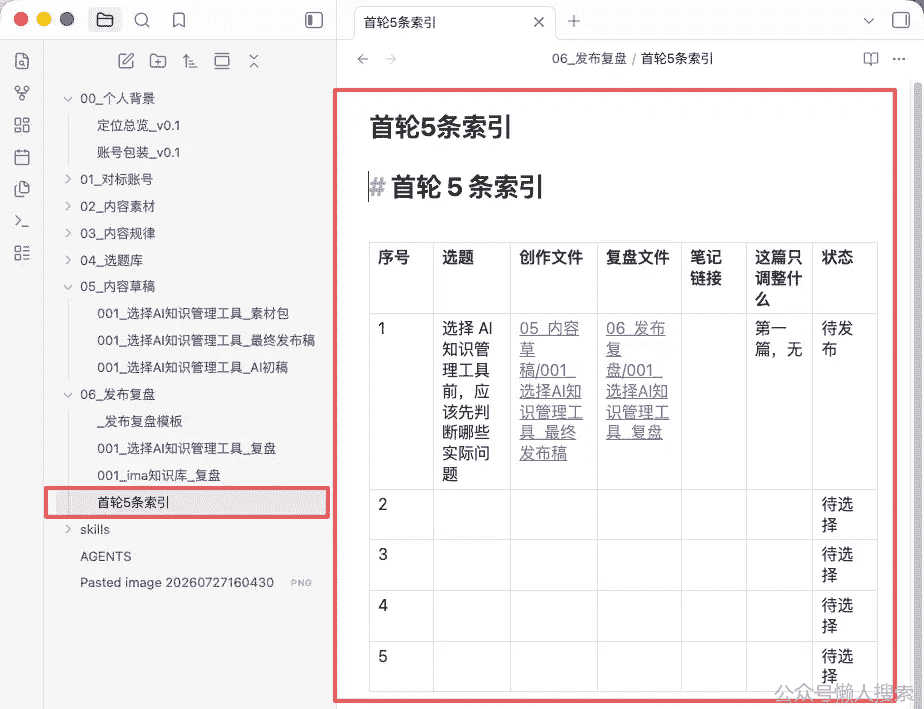 首轮5条索引
06_发布复盘 / 首轮5条索引
00_个人背景
定位总览_v0.1
账号包装_v0.1
01_对标账号
02_内容素材
03_内容规律
04_选题库
05_内容草稿
001_选择AI知识管理工具_素材包
001_选择AI知识管理工具_最终发布稿
001_选择AI知识管理工具_AI初稿
06_发布复盘
_发布复盘模板
001_选择AI知识管理工具_复盘
001_ima知识库_复盘
首轮5条索引
skills
AGENTS
Pasted image 20260727160430 PNG
首轮5条索引
# 首轮 5 条索引
序号
选题
创作文件
复盘文件
笔记
链接
这篇只
调整什
么
状态
1
选择 AI
知识管
理工具
前，应
该先判
断哪些
实际问
题
05_内容
草
稿/001_
选择AI知
识管理工
具_最终
发布稿
06_发布
复
盘/001_
选择AI知
识管理工
具_复盘
第一
篇，无
待发
布
2
待选
择
3
待选
择
4
待选
择
5
待选
择
公众号懒人搜索